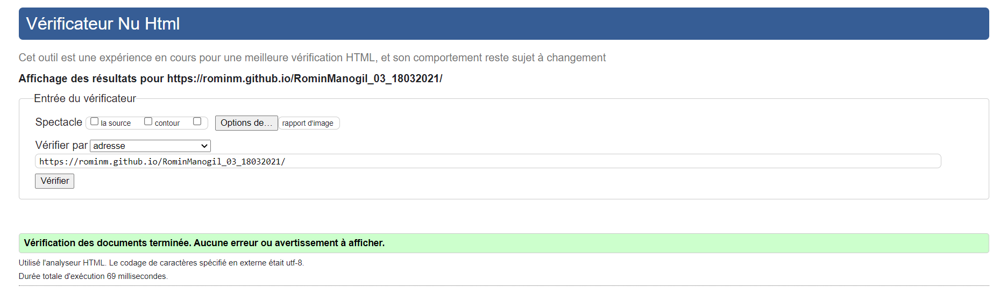 Vérificateur Nu Html
Cet outil est une expérience en cours pour une meilleure vérification HTML, et son comportement reste sujet à changement
Affichage des résultats pour https://rominm.github.io/RominManogil_03_18032021/
Entrée du vérificateur
Spectacle la source contour Options de... rapport d'image
Vérifier par adresse
https://rominm.github.io/RominManogil_03_18032021/
Vérifier
Vérification des documents terminée. Aucune erreur ou avertissement à afficher.
Utilisé l'analyseur HTML. Le codage de caractères spécifié en externe était utf-8.
Durée totale d'exécution 69 millisecondes.